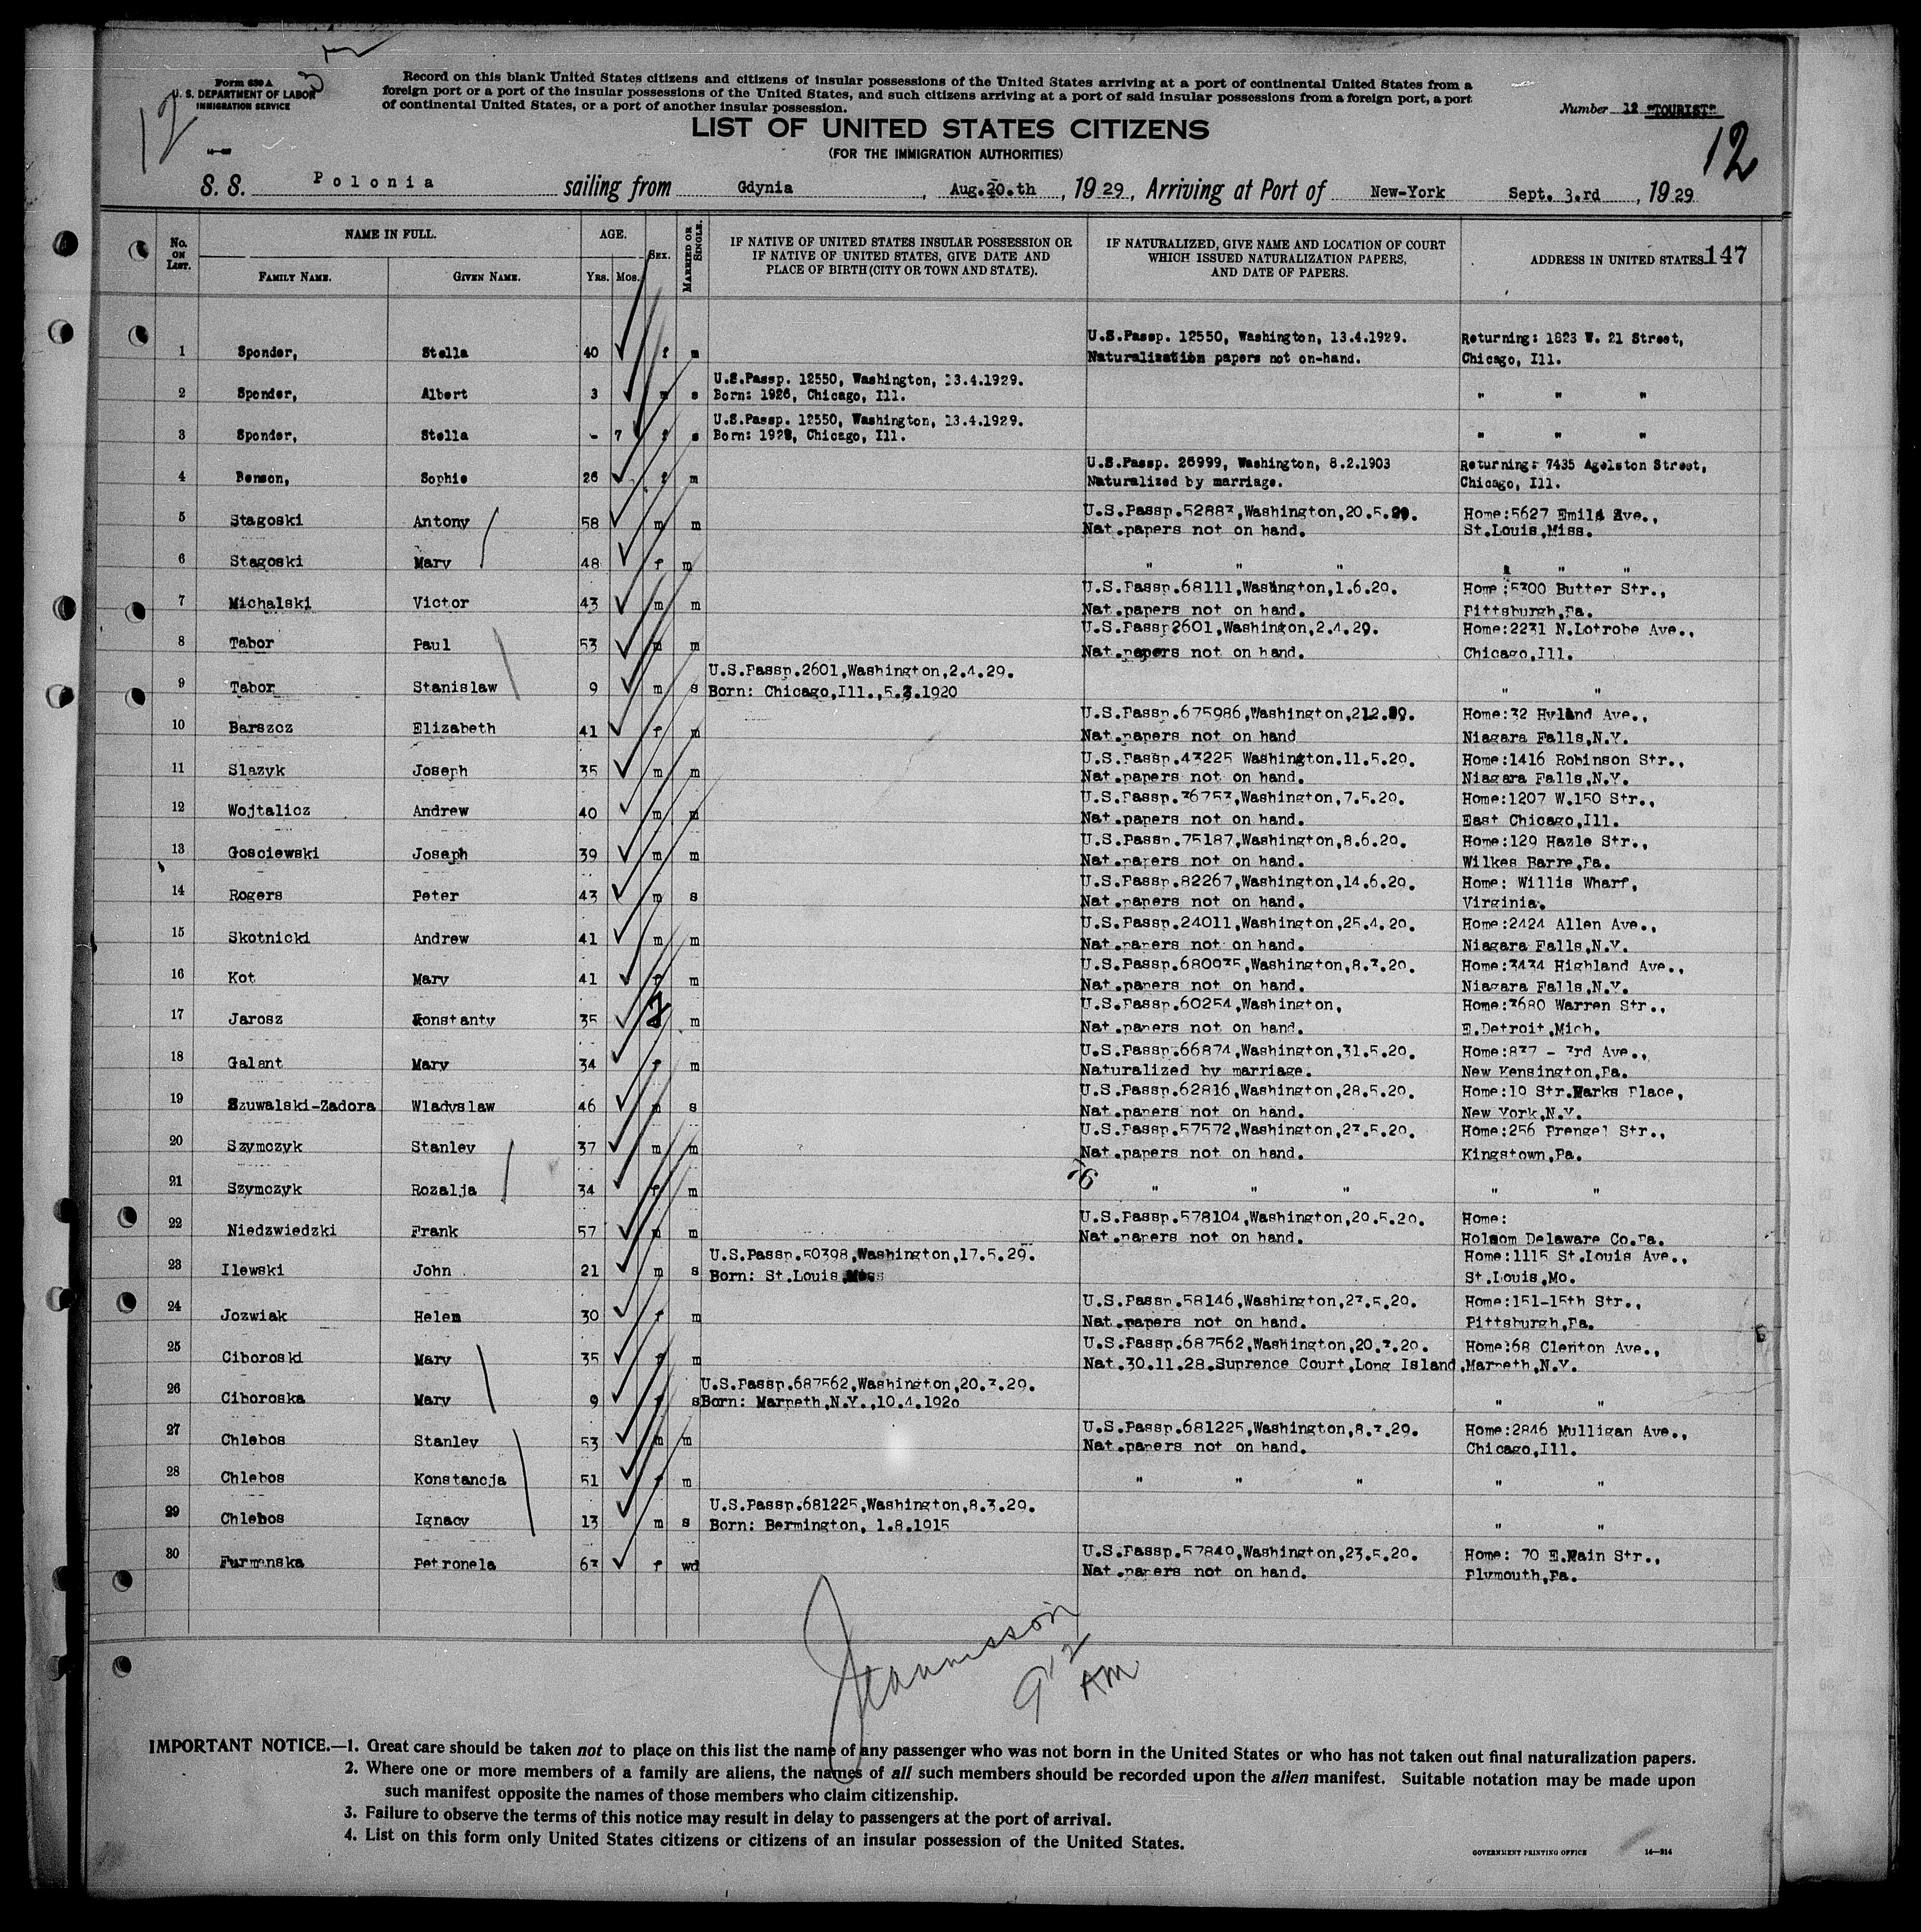 12
Form 630 A
U. S. DEPARTMENT OF LABOR
IMMIGRATION SERVICE
Record on this blank United States citizens and citizens of insular possessions of the United States arriving at a port of continental United States from a
foreign port or a port of the insular possessions of the United States, and such citizens arriving at a port of said insular possessions from a foreign port, a port
of continental United States, or a port of another insular possession.
Number 12 "TOURIST"
LIST OF UNITED STATES CITIZENS
(FOR THE IMMIGRATION AUTHORITIES)
12
S. S. Polonia sailing from Gdynia, Aug.20.th, 1929, Arriving at Port of New-York Sept. 3.rd, 1929
No. ON LIST. NAME IN FULL. AGE. SEX. MARRIED OR SINGLE. IF NATIVE OF UNITED STATES INSULAR POSSESSION OR IF NATIVE OF UNITED STATES, GIVE DATE AND PLACE OF BIRTH (CITY OR TOWN AND STATE). IF NATURALIZED, GIVE NAME AND LOCATION OF COURT WHICH ISSUED NATURALIZATION PAPERS, AND DATE OF PAPERS. ADDRESS IN UNITED STATES 147
FAMILY NAME. GIVEN NAME. YRS. MOS.
U.S.Passp. 12550, Washington, 13.4.1929. Returning: 1823 W. 21 Street,
1 Sponder, Stella 40 f m Naturalization papers not on-hand. Chicago, Ill.
U.S.Passp. 12550, Washington, 13.4.1929.
2 Sponder, Albert 3 m s Born: 1926, Chicago, Ill. " " "
U.S.Passp. 12550, Washington, 13.4.1929.
3 Sponder, Stella - 7 f s Born: 1928, Chicago, Ill. " " "
U.S.Passp. 26999, Washington, 8.2.1903 Returning: 7435 Agelston Street,
4 Benson, Sophie 26 f m Naturalized by marriage. Chicago, Ill.
U.S.Passp.52883,Washington,20.5.29. Home:5627 Emila Ave.,
5 Stagoski Antony 58 m m Nat.papers not on hand. St.Louis,Miss.
6 Stagoski Mary 48 f m " " " " " "
U.S.Passp.68111,Washington,1.6.29. Home:5300 Butter Str.,
7 Michalski Victor 43 m m Nat.papers not on hand. Pittsburgh,Pa.
U.S.Passp2601,Washington,2.4.29. Home:2231 N.Lotrobe Ave.,
8 Tabor Paul 53 m m Nat.papers not on hand. Chicago,Ill.
U.S.Passp.2601,Washington,2.4.29.
9 Tabor Stanislaw 9 m s Born: Chicago,Ill.,5.3.1920 " "
U.S.Passp.675986,Washington,212.29. Home:32 Hyland Ave.,
10 Barszcz Elizabeth 41 f m Nat.papers not on hand Niagara Falls,N.Y.
U.S.Passp.43225 Washington.11.5.29. Home:1416 Robinson Str.,
11 Slazyk Joseph 35 m m Nat.papers not on hand. Niagara Falls,N.Y.
U.S.Passp.36753,Washington,7.5.29. Home:1207 W.150 Str.,
12 Wojtalicz Andrew 40 m m Nat.papers not on hand. East Chicago,Ill.
U.S.Passp.75187,Washington,8.6.29. Home:129 Hazle Str.,
13 Gosciewski Joseph 39 m m Nat.papers not on hand. Wilkes Barre,Pa.
U.S.Passp.82267,Washington,14.6.29. Home: Willis Wharf,
14 Rogers Peter 43 m s Nat.papers not on hand. Virginia.
U.S.Passp.24011,Washington,25.4.29. Home:2424 Allen Ave.,
15 Skotnicki Andrew 41 m m Nat.papers not on hand. Niagara Falls,N.Y.
U.S.Passp.680935,Washington,8.3.29. Home:3434 Highland Ave.,
16 Kot Mary 41 f m Nat.papers not on hand. Niagara Falls,N.Y.
U.S.Passp.60254,Washington, Home:3680 Warren Str.,
17 Jarosz Konstanty 35 m Nat.papers not on hand. E.Detroit,Mich.
U.S.Passp.66874,Washington,31.5.29. Home:837 - 3rd Ave.,
18 Galant Mary 34 f m Naturalized by marriage. New Kensington,Pa.
U.S.Passp.62816,Washington,28.5.29. Home:19 Str.Marks Place,
19 Szuwalski-Zadora Wladyslaw 46 m s Nat.papers not on hand. New York,N.Y.
U.S.Passp.57572,Washington,23.5.29. Home:256 Prengel Str.,
20 Szymczyk Stanley 37 m m Nat.papers not on hand. Kingstown,Pa.
21 Szymczyk Rozalja 34 f m " " " " "
U.S.Passp.578104,Washington,29.5.29. Home:
22 Niedzwiedzki Frank 57 m m Nat.papers not on hand. Holmom Delaware Co.Pa.
U.S.Passp.50398,Washington,17.5.29. Home:1115 St.Louis Ave.,
23 Ilewski John 21 m s Born: St.Louis St.Louis,Mo.
U.S.Passp.58146,Washington,23.5.29. Home:151-15th Str.,
24 Jozwiak Helen 30 f m Nat.papers not on hand. Pittsburgh,Pa.
U.S.Passp.687562,Washington,20.3.29. Home:68 Clenton Ave.,
25 Ciboroski Mary 35 f m Nat.30.11.28.Suprence Court,Long Island. Marpeth,N.Y.
U.S.Passp.687562,Washington,20.3.29.
26 Ciboroska Mary 9 f s Born: Marpeth,N.Y.,10.4.1920 " "
U.S.Passp.681225,Washington,8.3.29. Home:2846 Mulligan Ave.,
27 Chlebos Stanley 53 m m Nat.papers not on hand. Chicago,Ill.
28 Chlebos Konstancja 51 f m " " " " "
U.S.Passp.681225,Washington,8.3.29.
29 Chlebos Ignacy 13 m s Born: Bermington, 1.8.1915 " "
U.S.Passp.57849,Washington,23.5.29. Home: 70 E.Main Str.,
30 Furmanska Petronela 63 f wd Nat.papers not on hand. Plymouth,Pa.
9 12
AM
IMPORTANT NOTICE.—1. Great care should be taken not to place on this list the name of any passenger who was not born in the United States or who has not taken out final naturalization papers.
2. Where one or more members of a family are aliens, the names of all such members should be recorded upon the alien manifest. Suitable notation may be made upon
such manifest opposite the names of those members who claim citizenship.
3. Failure to observe the terms of this notice may result in delay to passengers at the port of arrival.
4. List on this form only United States citizens or citizens of an insular possession of the United States.
GOVERNMENT PRINTING OFFICE 14—314